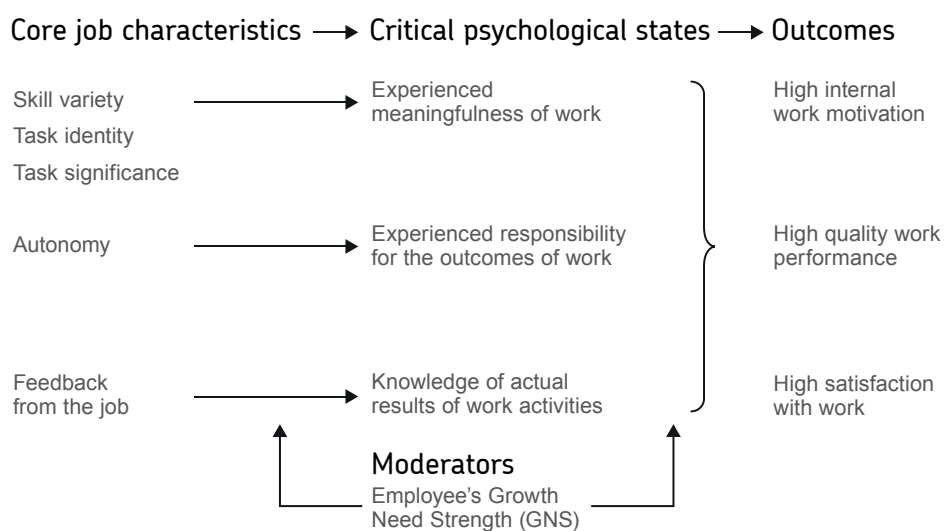 Core job characteristics → Critical psychological states → Outcomes
Skill variety
Task identity
Task significance
Experienced
meaningfulness of work
High internal
work motivation
Autonomy
Experienced responsibility
for the outcomes of work
High quality work
performance
Feedback
from the job
Knowledge of actual
results of work activities
High satisfaction
with work
Moderators
Employee’s Growth
Need Strength (GNS)